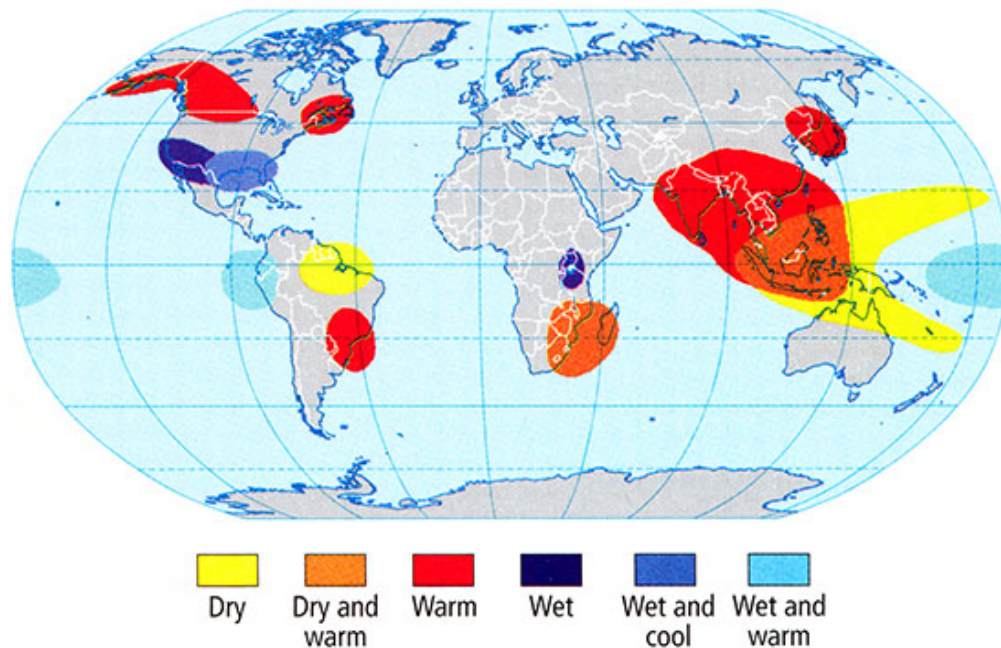 Dry
Dry and
warm
Warm
Wet
Wet and
cool
Wet and
warm